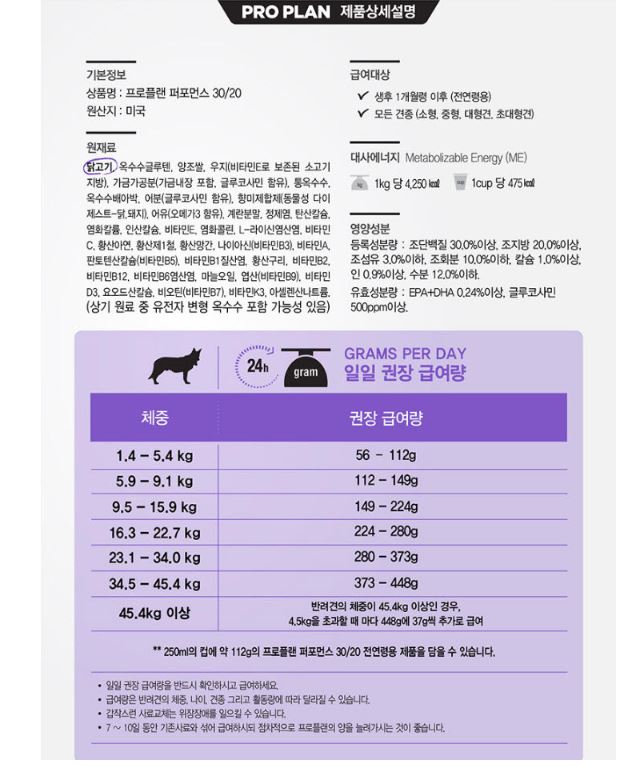 PRO PLAN 제품상세설명
기본정보
상품명 : 프로플랜 퍼포먼스 30/20
원산지 : 미국
원재료
닭고기, 옥수수글루텐, 양조쌀, 우지(비타민E로 보존된 소고기
지방), 가금가공분(가금내장 포함, 글루코사민 함유), 통옥수수,
옥수수배아박, 어분(글루코사민 함유), 향미제합제(동물성 다이
제스트-닭,돼지), 어유(오메가3 함유), 계란분말, 정제염, 탄산칼슘,
염화칼륨, 인산칼슘, 비타민E, 염화콜린, L-라이신염산염, 비타민
C, 황산아연, 황산제1철, 황산망간, 나이아신(비타민B3), 비타민A,
판토텐산칼슘(비타민B5), 비타민B1질산염, 황산구리, 비타민B2,
비타민B12, 비타민B6염산염, 마늘오일, 엽산(비타민B9), 비타민
D3, 요오드산칼슘, 비오틴(비타민B7), 비타민K3, 아셀렌산나트륨,
(상기 원료 중 유전자 변형 옥수수 포함 가능성 있음)
급여대상
생후 1개월령 이후 (전연령용)
모든 견종 (소형, 중형, 대형견, 초대형견)
대사에너지 Metabolizable Energy (ME)
kg 1kg 당 4,250 kcal cup 1cup 당 475 kcal
영양성분
등록성분량 : 조단백질 30.0%이상, 조지방 20.0%이상,
조섬유 3.0%이하, 조회분 10.0%이하, 칼슘 1.0%이상,
인 0.9%이상, 수분 12.0%이하.
유효성분량 : EPA+DHA 0.24%이상, 글루코사민
500ppm이상.
24h
gram
GRAMS PER DAY
일일 권장 급여량
체중 권장 급여량
1.4 – 5.4 kg 56 – 112g
5.9 – 9.1 kg 112 – 149g
9.5 – 15.9 kg 149 – 224g
16.3 – 22.7 kg 224 – 280g
23.1 – 34.0 kg 280 – 373g
34.5 – 45.4 kg 373 – 448g
45.4kg 이상 반려견의 체중이 45.4kg 이상인 경우,
4.5kg을 초과할 때 마다 448g에 37g씩 추가로 급여
** 250ml의 컵에 약 112g의 프로플랜 퍼포먼스 30/20 전연령용 제품을 담을 수 있습니다.
• 일일 권장 급여량을 반드시 확인하시고 급여하세요.
• 급여량은 반려견의 체중, 나이, 견종 그리고 활동량에 따라 달라질 수 있습니다.
• 갑작스런 사료교체는 위장장애를 일으킬 수 있습니다.
• 7 ~ 10일 동안 기존사료와 섞어 급여하시되 점차적으로 프로플랜의 양을 늘려가시는 것이 좋습니다.